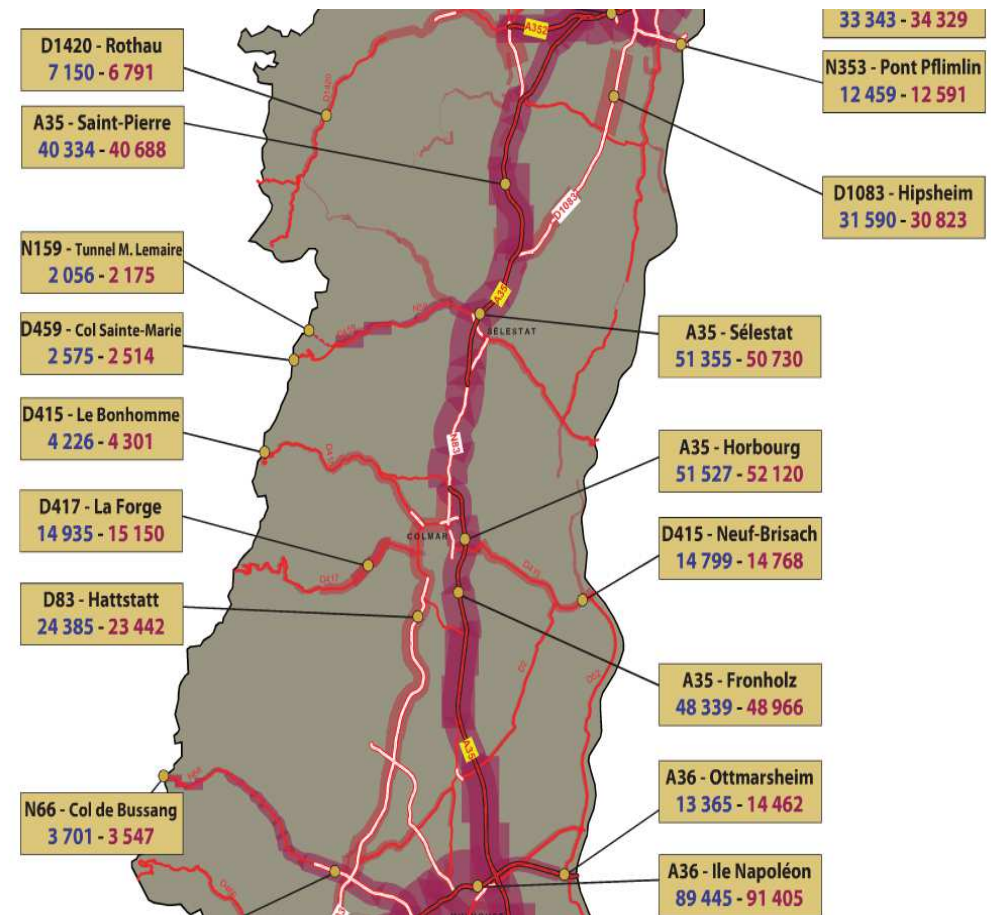 33 343 - 34 329
D1420 - Rothau
7 150 - 6 791
N353 - Pont Pflimlin
12 459 - 12 591
A35 - Saint-Pierre
40 334 - 40 688
D1083 - Hipsheim
31 590 - 30 823
N159 - Tunnel M. Lemaire
2 056 - 2 175
D459 - Col Sainte-Marie
2 575 - 2 514
A35 - Sélestat
51 355 - 50 730
D415 - Le Bonhomme
4 226 - 4 301
A35 - Horbourg
51 527 - 52 120
D417 - La Forge
14 935 - 15 150
D415 - Neuf-Brisach
14 799 - 14 768
D83 - Hattstatt
24 385 - 23 442
A35 - Fronholz
48 339 - 48 966
A36 - Ottmarsheim
13 365 - 14 462
N66 - Col de Bussang
3 701 - 3 547
A36 - Ile Napoléon
89 445 - 91 405
A352
D1420
D1083
A35
SÉLESTAT
N83
COLMAR
D417
D415
D52
A35
N66